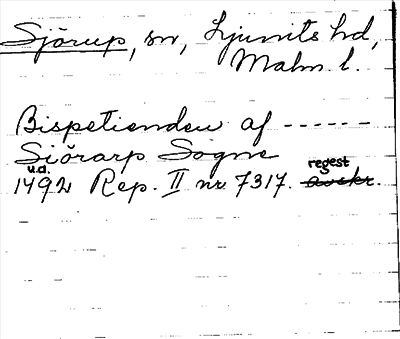 Sjörup, sn, Ljunits hd,
Malm. l.
Bispetienden af ------
Siörarp Sogne
u.d. regest
1492 Rep. II nr 7317. avskr.